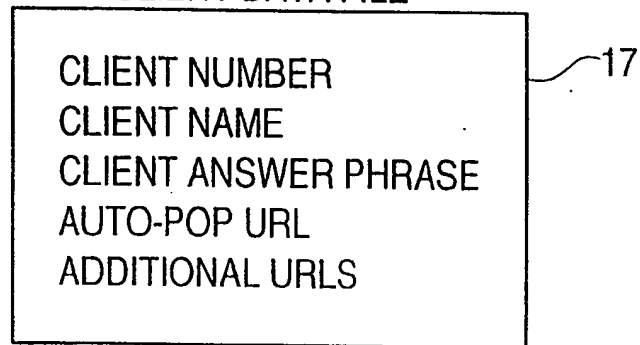 CLIENT NUMBER
CLIENT NAME
CLIENT ANSWER PHRASE
AUTO-POP URL
ADDITIONAL URLS
17